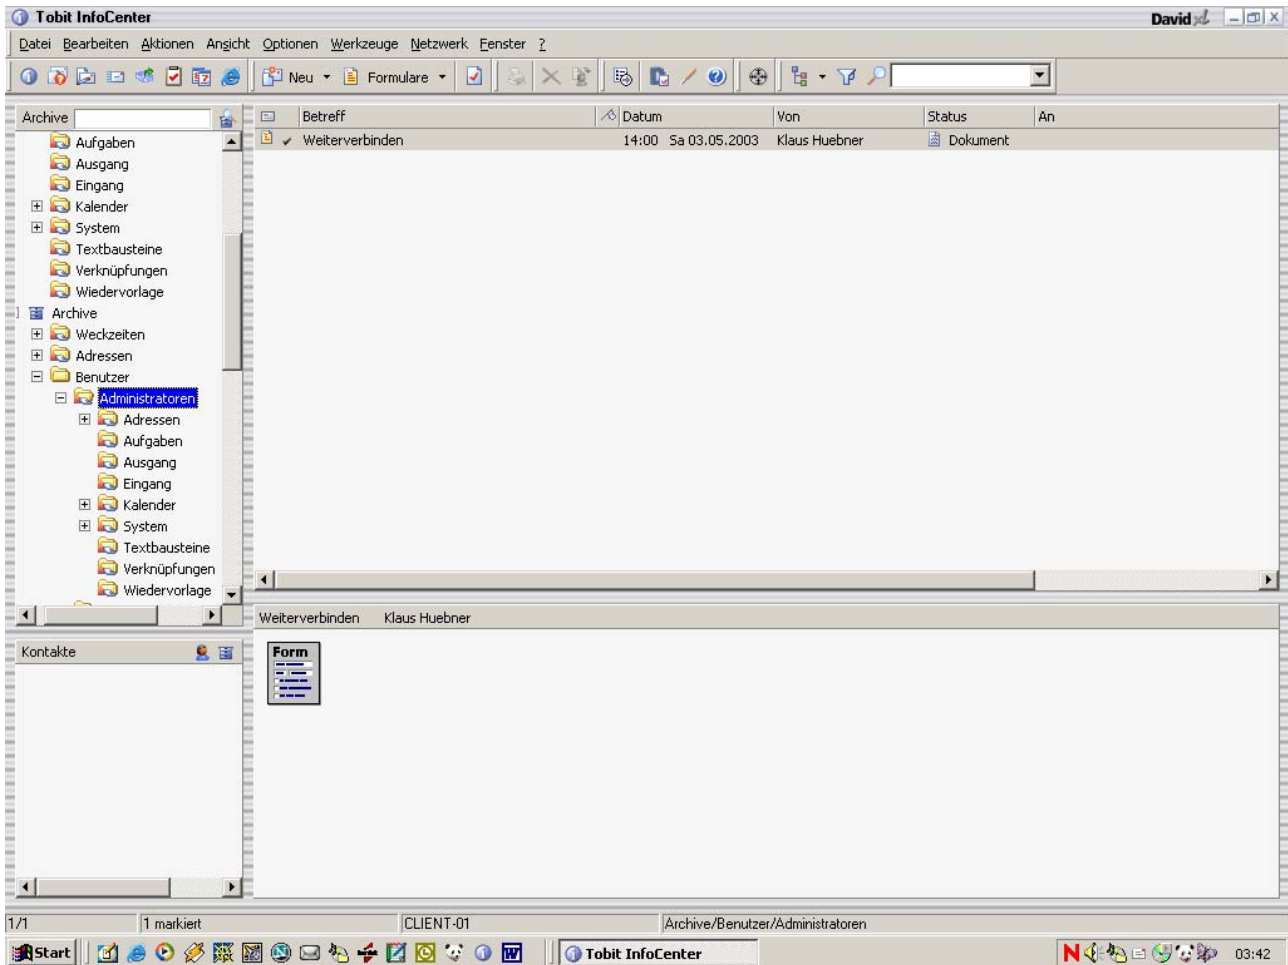 Tobit InfoCenter
David xl
Datei Bearbeiten Aktionen Ansicht Optionen Werkzeuge Netzwerk Fenster ?
Neu Formulare
Archive
Aufgaben
Ausgang
Eingang
Kalender
System
Textbausteine
Verknüpfungen
Wiedervorlage
Archive
Weckzeiten
Adressen
Benutzer
Administratoren
Adressen
Aufgaben
Ausgang
Eingang
Kalender
System
Textbausteine
Verknüpfungen
Wiedervorlage
Betreff Datum Von Status An
Weiterverbinden 14:00 Sa 03.05.2003 Klaus Huebner Dokument
Weiterverbinden Klaus Huebner
Form
Kontakte
1/1 1 markiert CLIENT-01 Archive/Benutzer/Administratoren
Start Tobit InfoCenter N 03:42